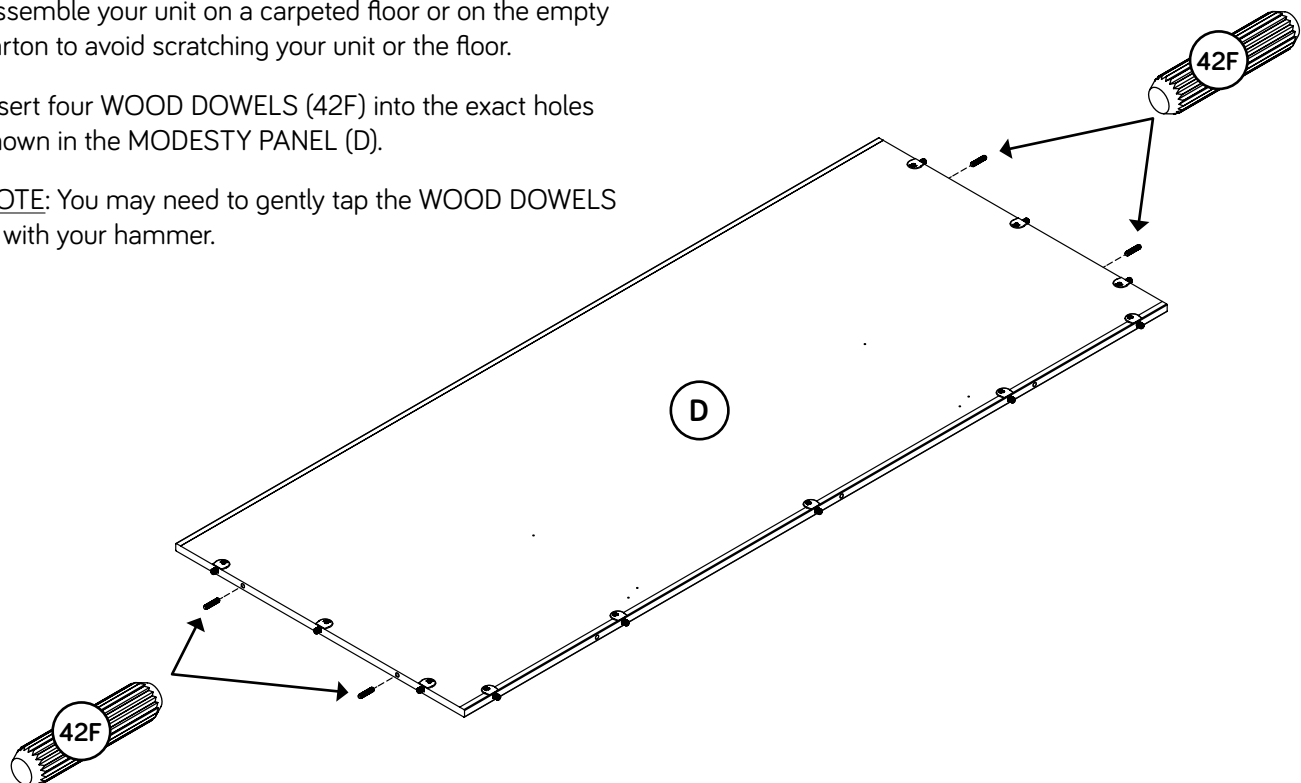 ssemble your unit on a carpeted floor or on the empty
arton to avoid scratching your unit or the floor.
sert four WOOD DOWELS (42F) into the exact holes
hown in the MODESTY PANEL (D).
OTE: You may need to gently tap the WOOD DOWELS
with your hammer.
42F
D
42F